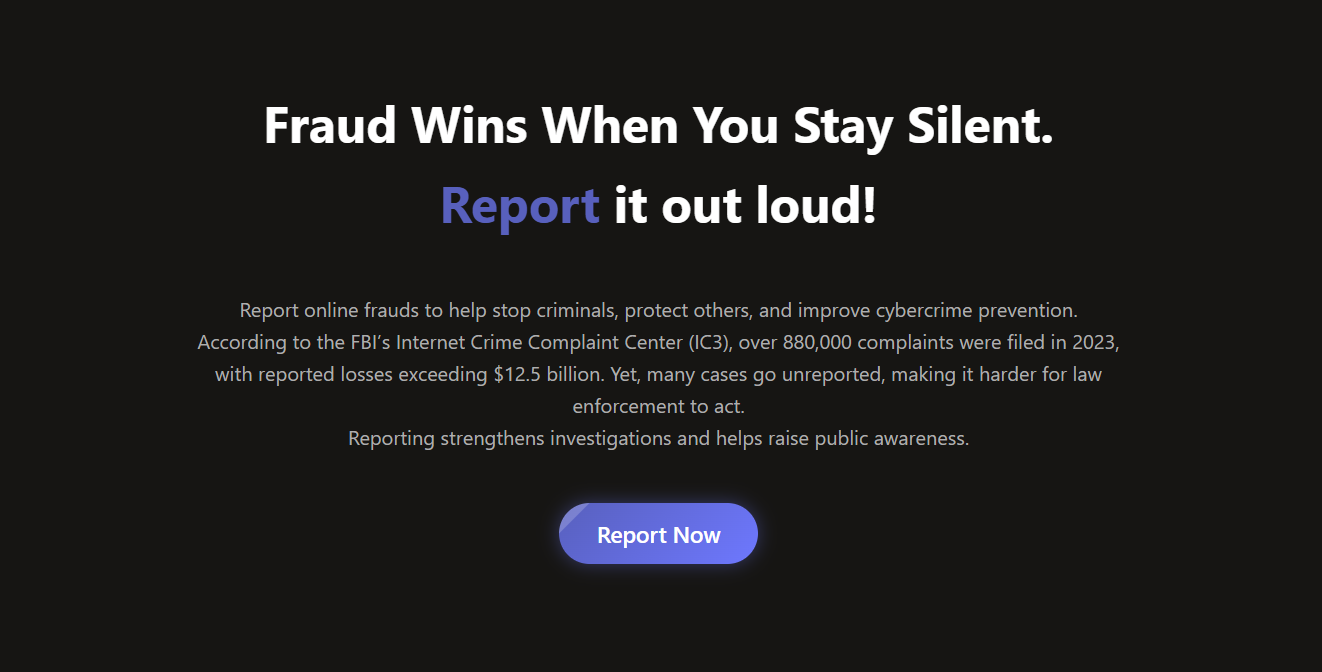 Fraud Wins When You Stay Silent.
Report it out loud!
Report online frauds to help stop criminals, protect others, and improve cybercrime prevention.
According to the FBI’s Internet Crime Complaint Center (IC3), over 880,000 complaints were filed in 2023,
with reported losses exceeding $12.5 billion. Yet, many cases go unreported, making it harder for law
enforcement to act.
Reporting strengthens investigations and helps raise public awareness.
Report Now